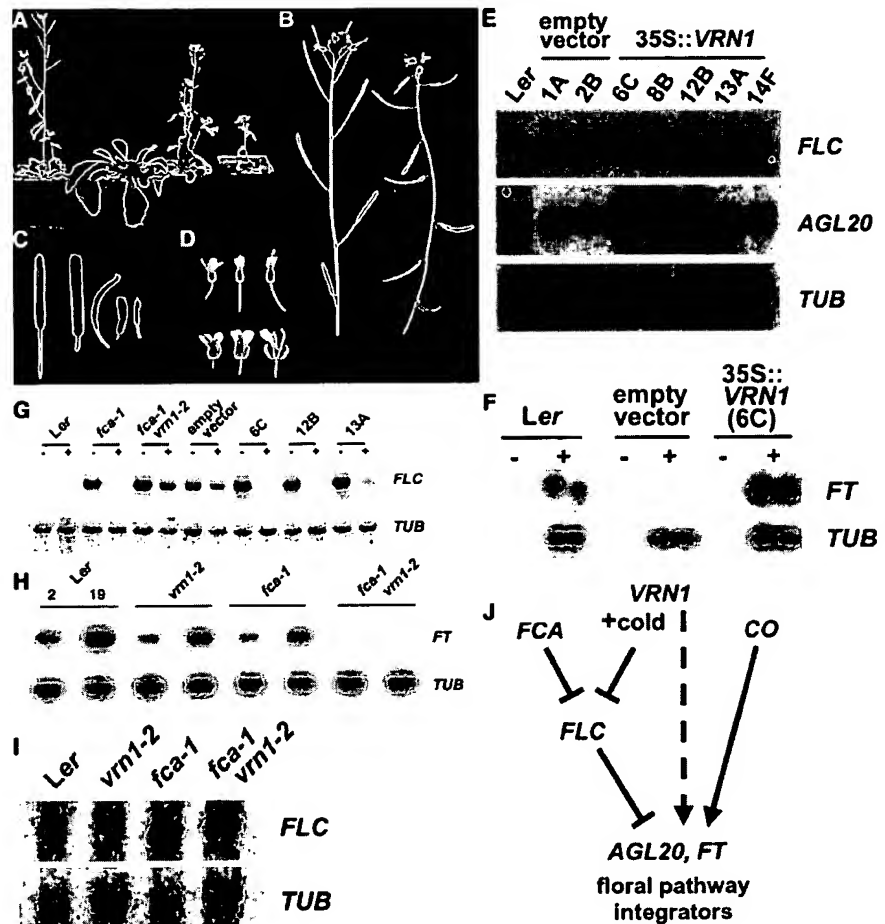 A
B
C
D
E
empty vector
35S::VRN1
Ler 1A 2B 6C 8B 12B 13A 14F
FLC
AGL20
TUB
G
Ler fca-1 fca-1 vrn1-2 empty vector 6C 12B 13A
- + - + - + - + - + - + - +
FLC
TUB
F
Ler empty vector 35S::VRN1 (6C)
- + - + - +
FT
TUB
H
Ler vrn1-2 fca-1 fca-1 vrn1-2
2 19
FT
TUB
I
Ler vrn1-2 fca-1 fca-1 vrn1-2
FLC
TUB
J
VRN1
FCA +cold CO
FLC
AGL20, FT
floral pathway
integrators